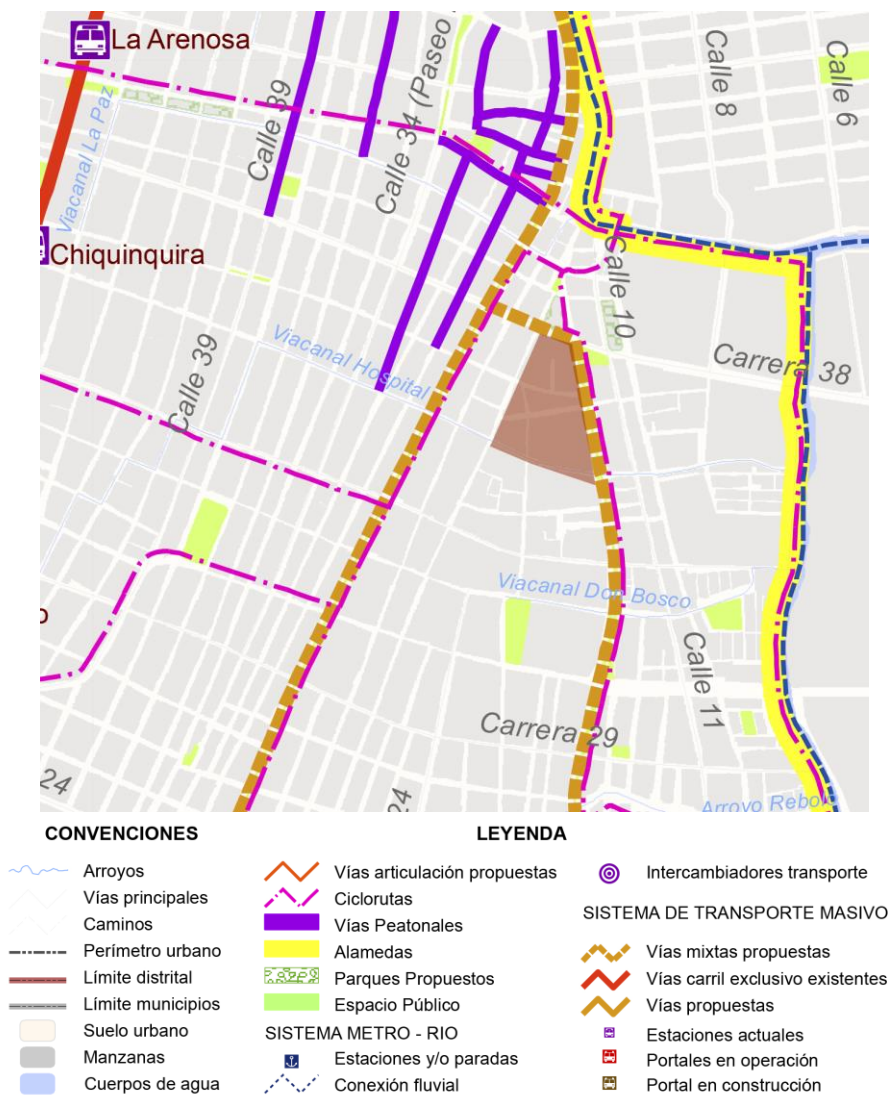 La Arenosa
Calle 39
Calle 34 (Paseo
Calle 8
Calle 6
Viacanal La Paz
Chiquinquira
Calle 10
Viacanal Hospital
Carrera 38
Calle 39
Viacanal Don Bosco
Calle 11
Carrera 29
24
24
Arroyo Rebolo
CONVENCIONES
Arroyos
Vías principales
Caminos
Perímetro urbano
Límite distrital
Límite municipios
Suelo urbano
Manzanas
Cuerpos de agua
LEYENDA
Vías articulación propuestas
Ciclorutas
Vías Peatonales
Alamedas
Parques Propuestos
Espacio Público
SISTEMA METRO - RIO
Estaciones y/o paradas
Conexión fluvial
Intercambiadores transporte
SISTEMA DE TRANSPORTE MASIVO
Vías mixtas propuestas
Vías carril exclusivo existentes
Vías propuestas
Estaciones actuales
Portales en operación
Portal en construcción